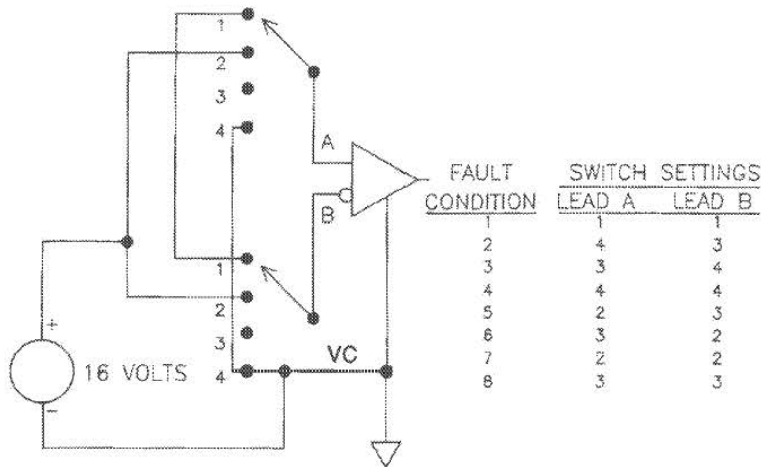 1
2
3
4
A
B
1
2
3
4
+
16 VOLTS
−
VC
FAULT SWITCH SETTINGS
CONDITION LEAD A LEAD B
1 1 1
2 4 3
3 3 4
4 4 4
5 2 3
6 3 2
7 2 2
8 3 3